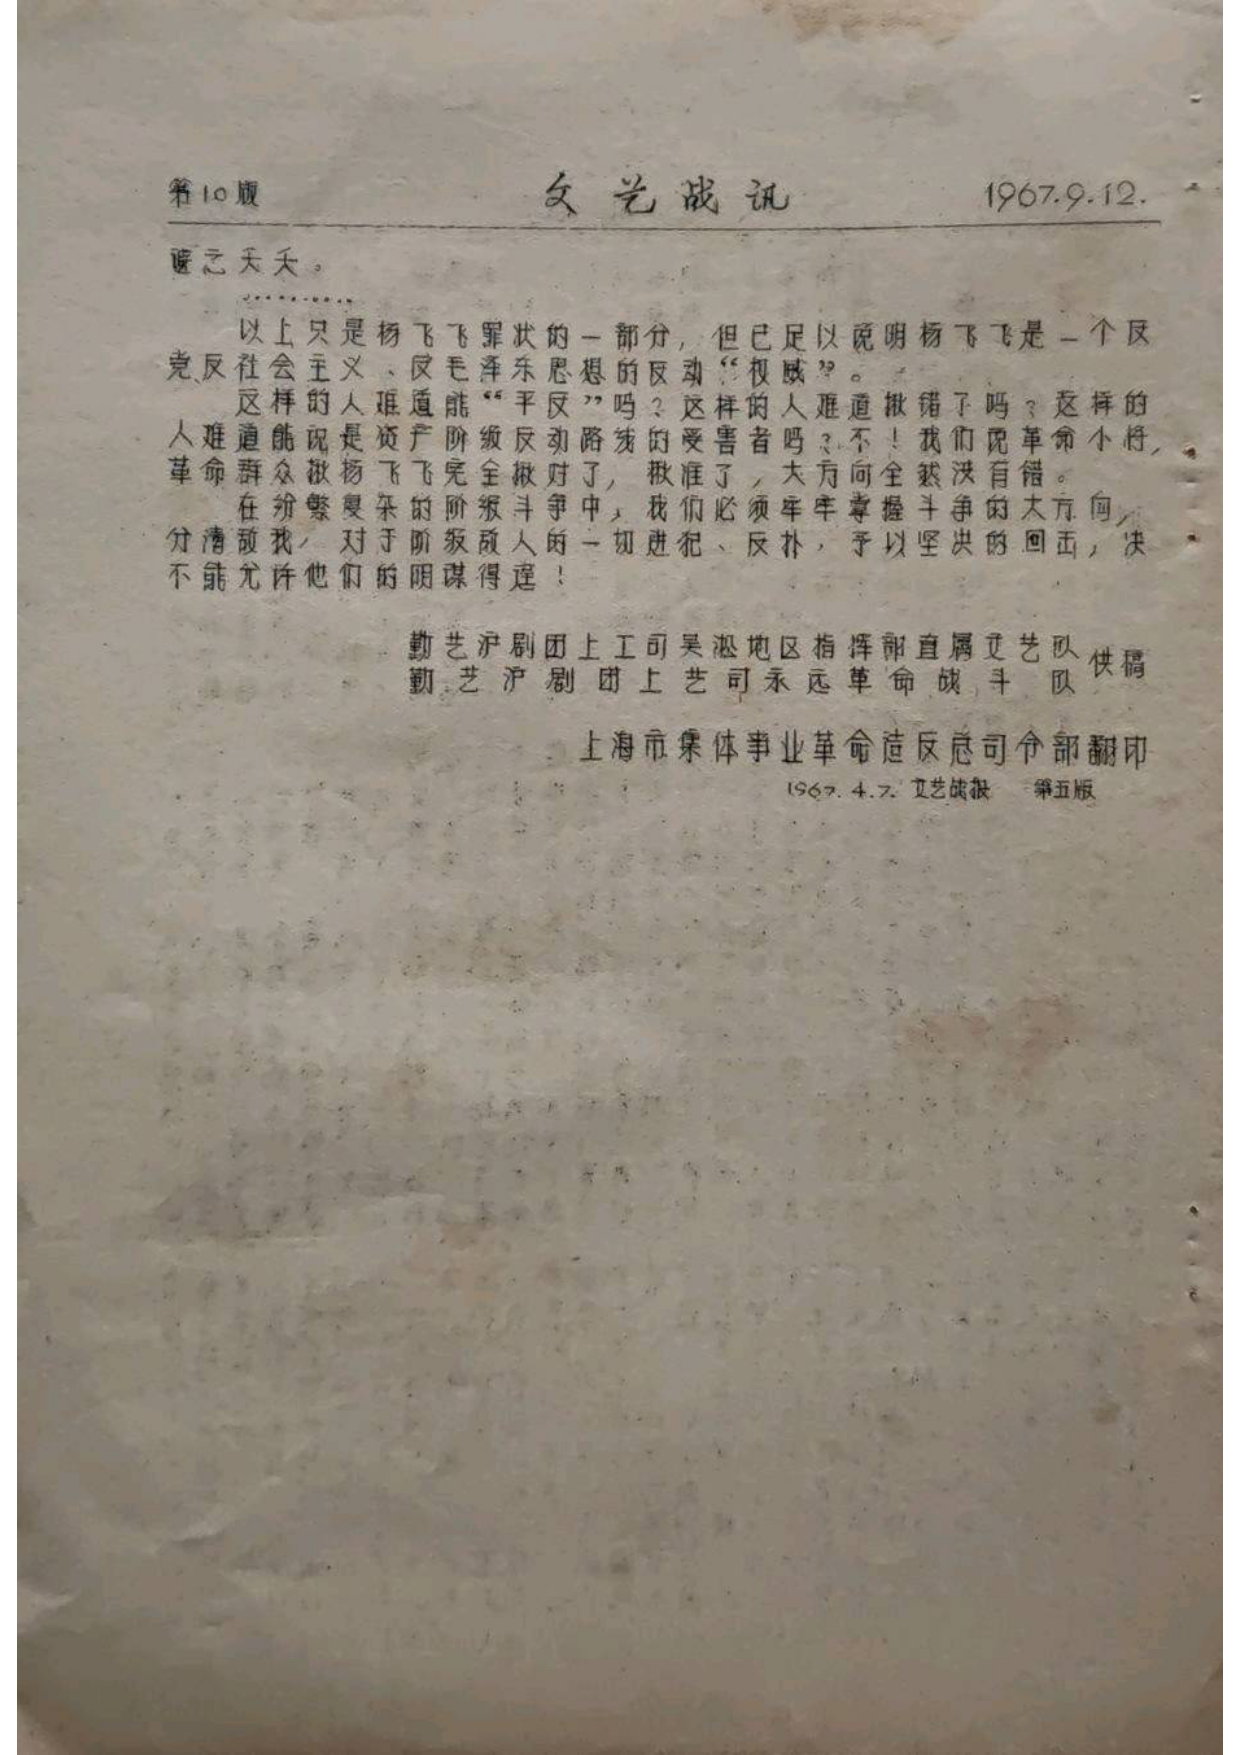 第10版 文艺战讯 1967.9.12.
之夭夭。
…………
以上只是杨飞飞罪状的一部分，但已足以说明杨飞飞是一个反
党反社会主义、反毛泽东思想的反动“权威”。
这样的人难道能“平反”吗？这样的人难道揪错了吗？这样的
人难道能说是资产阶级反动路线的受害者吗？不！我们说革命小将，
革命群众揪杨飞飞完全揪对了，揪准了，大方向全然没有错。
在纷繁复杂的阶级斗争中，我们必须牢牢掌握斗争的大方向，
分清敌我，对于阶级敌人的一切进犯、反扑，予以坚决的回击，决
不能允许他们的阴谋得逞！
勤艺沪剧团上工司吴淞地区指挥部直属文艺队
勤艺沪剧团上艺司永远革命战斗队
供稿
上海市集体事业革命造反总司令部翻印
1967.4.7.文艺战报 第五版